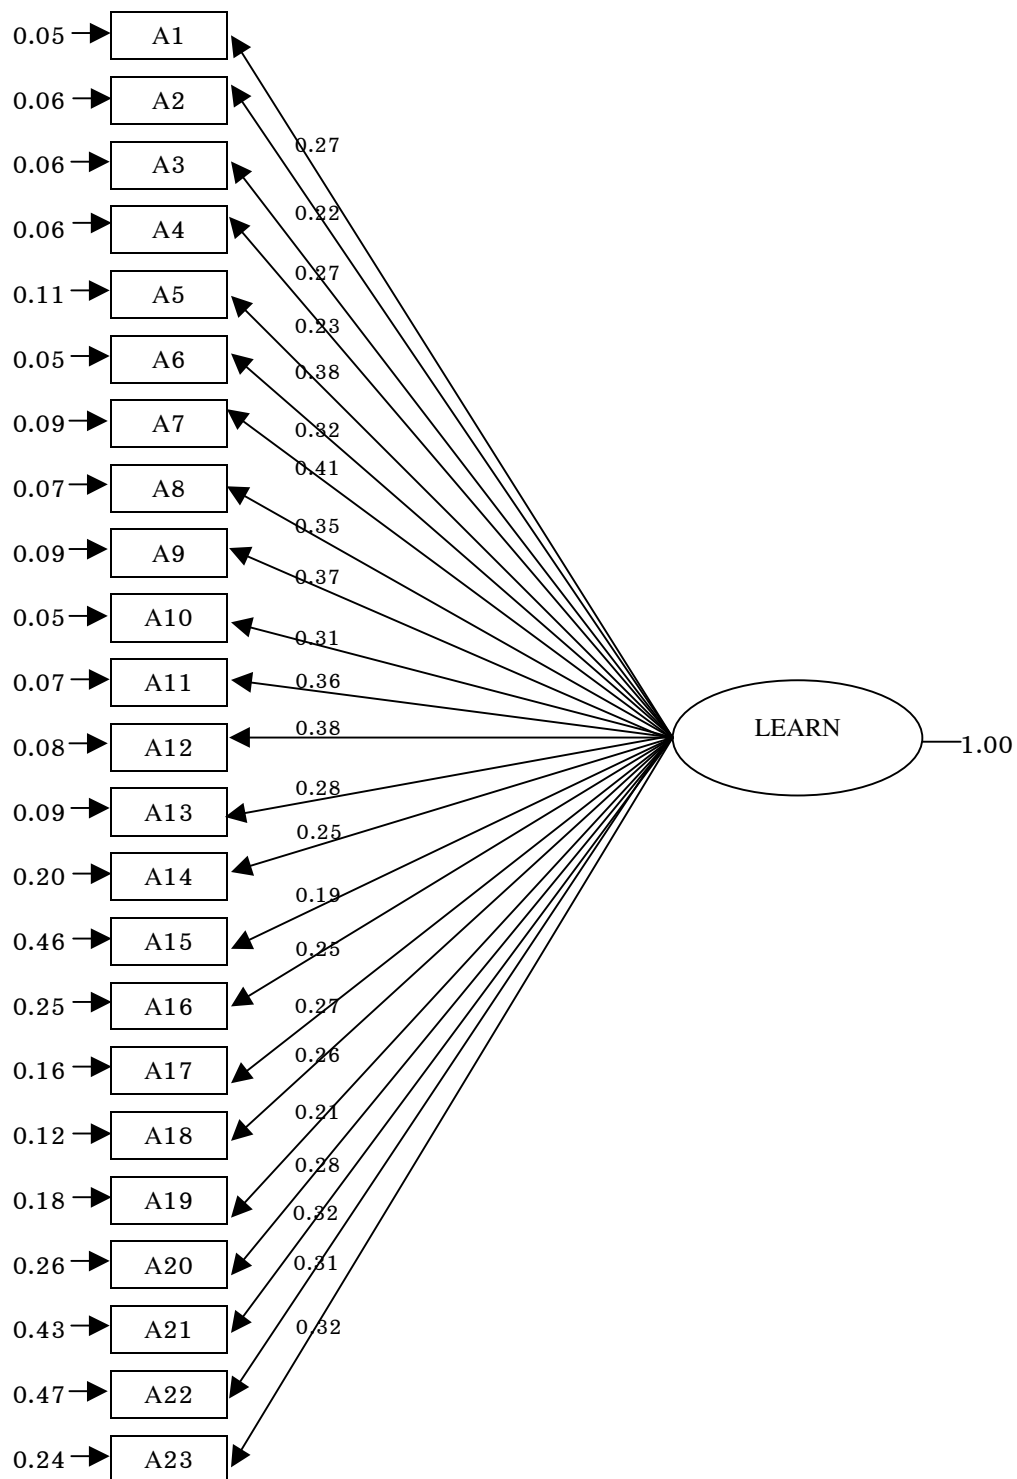 0.05 A1
0.06 A2
0.27
0.06 A3
0.22
0.06 A4
0.27
0.11 A5
0.23
0.05 A6
0.38
0.09 A7
0.32
0.41
0.07 A8
0.35
0.09 A9
0.37
0.05 A10
0.31
0.07 A11
0.36
0.08 A12
0.38
LEARN
1.00
0.09 A13
0.28
0.25
0.20 A14
0.19
0.46 A15
0.25
0.25 A16
0.27
0.16 A17
0.26
0.12 A18
0.21
0.18 A19
0.28
0.32
0.26 A20
0.31
0.43 A21
0.32
0.47 A22
0.24 A23